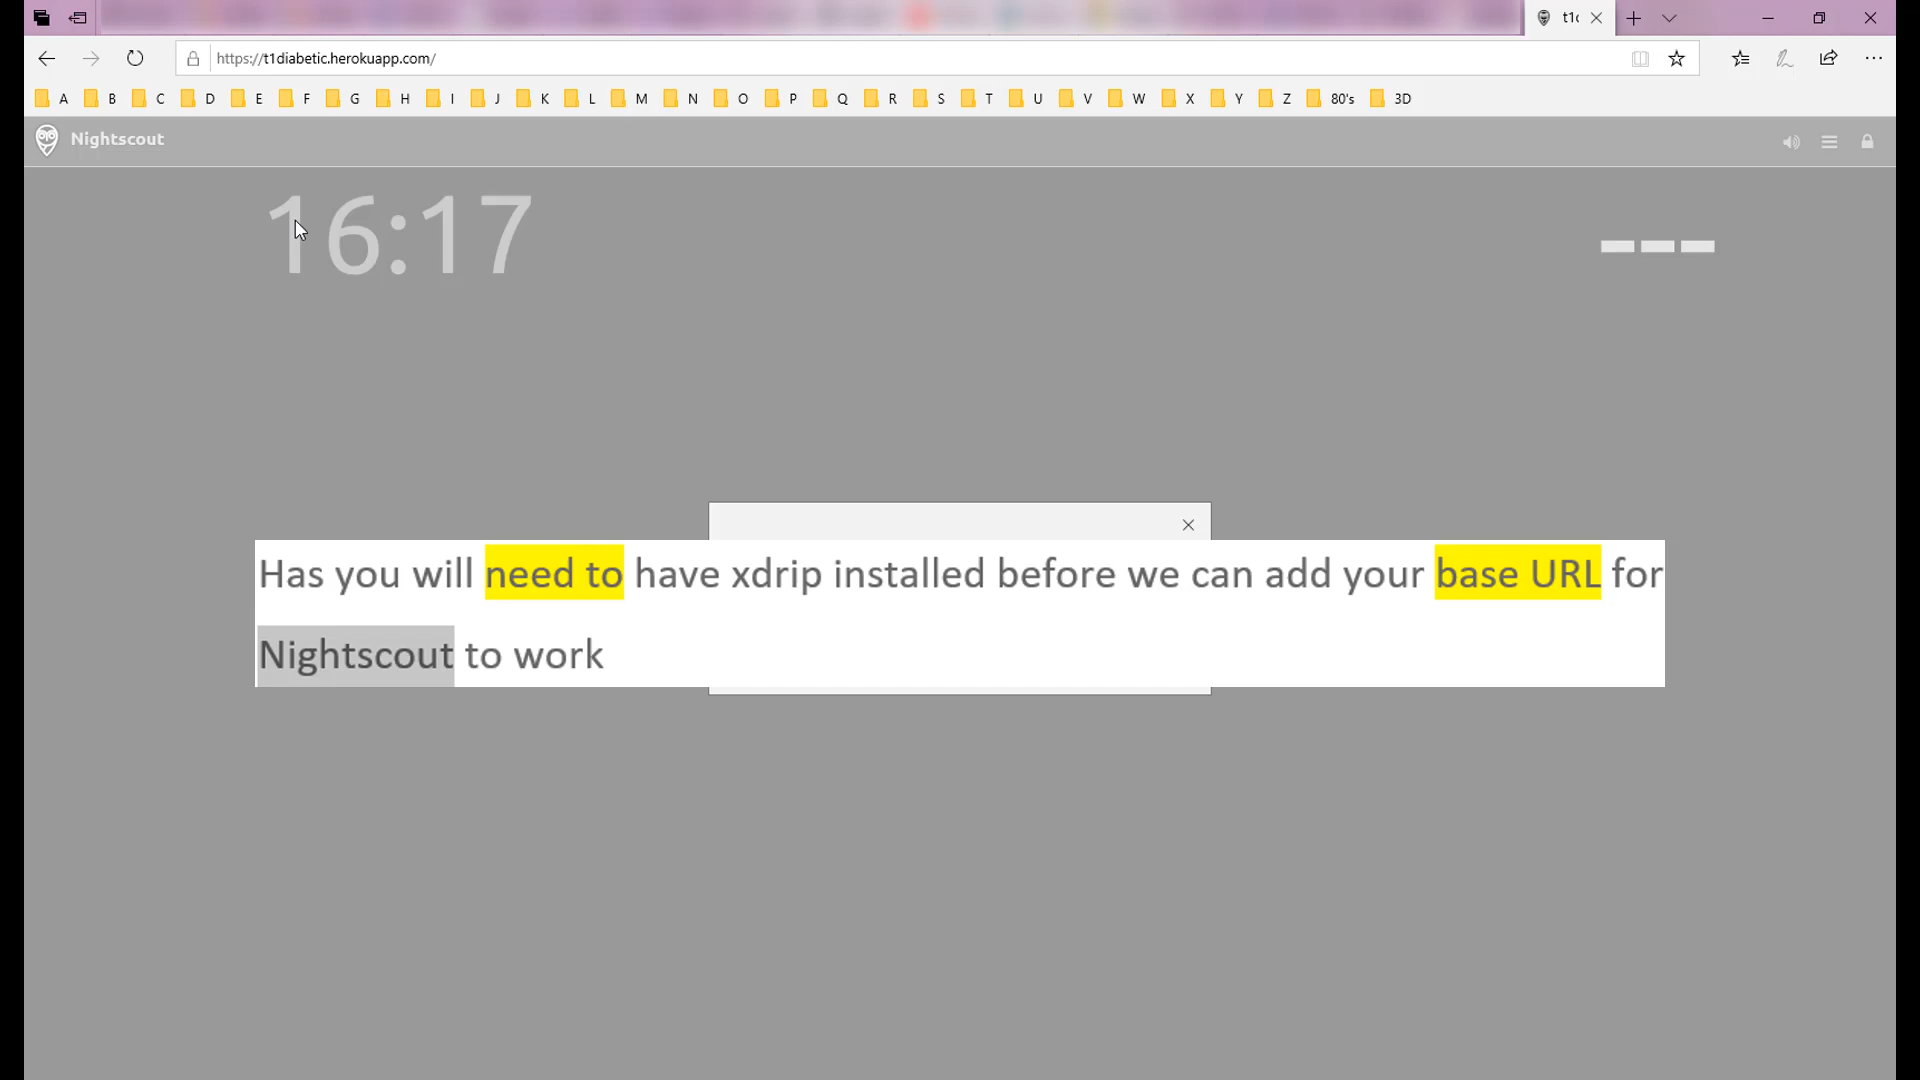 t1
https://t1diabetic.herokuapp.com/
A B C D E F G H I J K L M N O P Q R S T U V W X Y Z 80's 3D
Nightscout
16:17
---
Has you will need to have xdrip installed before we can add your base URL for
Nightscout to work